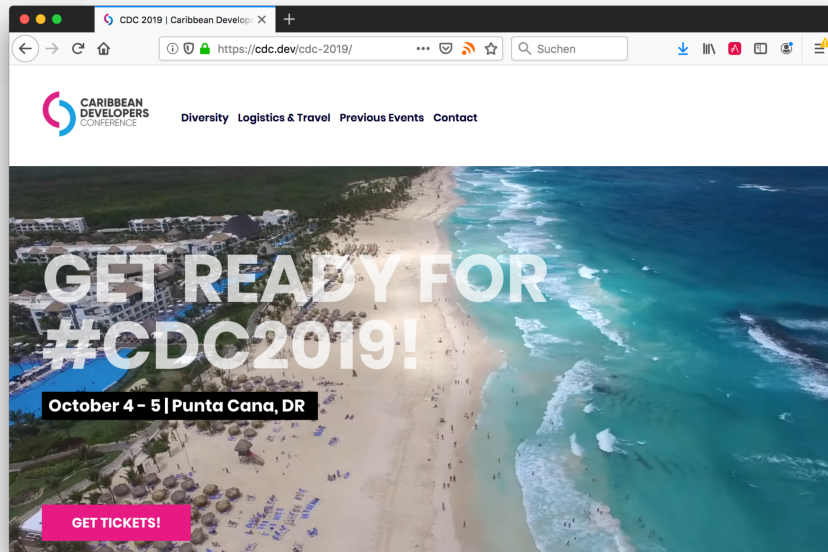 CDC 2019 | Caribbean Develope
https://cdc.dev/cdc-2019/
Suchen
CARIBBEAN
DEVELOPERS
CONFERENCE
Diversity Logistics & Travel Previous Events Contact
GET READY FOR
#CDC2019!
October 4 - 5 | Punta Cana, DR
GET TICKETS!